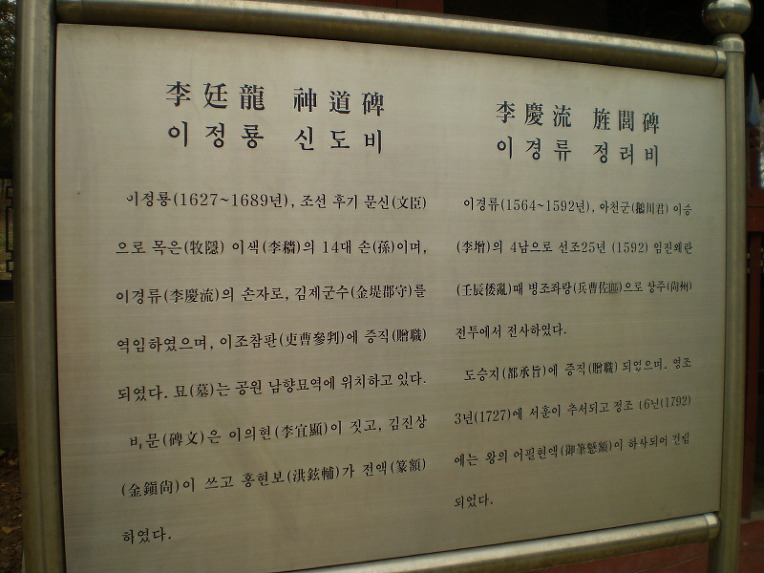 李廷龍 神道碑
이정룡 신도비
이정룡(1627~1689년), 조선 후기 문신(文臣)
으로 목은(牧隱) 이색(李穡)의 14대 손(孫)이며,
이경류(李慶流)의 손자로, 김제군수(金堤郡守)를
역임하였으며, 이조참판(吏曹參判)에 증직(贈職)
되었다. 묘(墓)는 공원 남향묘역에 위치하고 있다.
비문(碑文)은 이의현(李宜顯)이 짓고, 김진상
(金鎭尙)이 쓰고 홍현보(洪鉉輔)가 전액(篆額)
하였다.
李慶流 旌閭碑
이경류 정려비
이경류(1564~1592년), 아천군(鵝川君) 이증
(李增)의 4남으로 선조25년 (1592) 임진왜란
(壬辰倭亂)때 병조좌랑(兵曹佐郞)으로 상주(尙州)
전투에서 전사하였다.
도승지(都承旨)에 증직(贈職) 되었으며, 영조
3년(1727)에 서훈이 추서되고 정조 16년(1792)
에는 왕의 어필현액(御筆懸額)이 하사되어 건립
되었다.